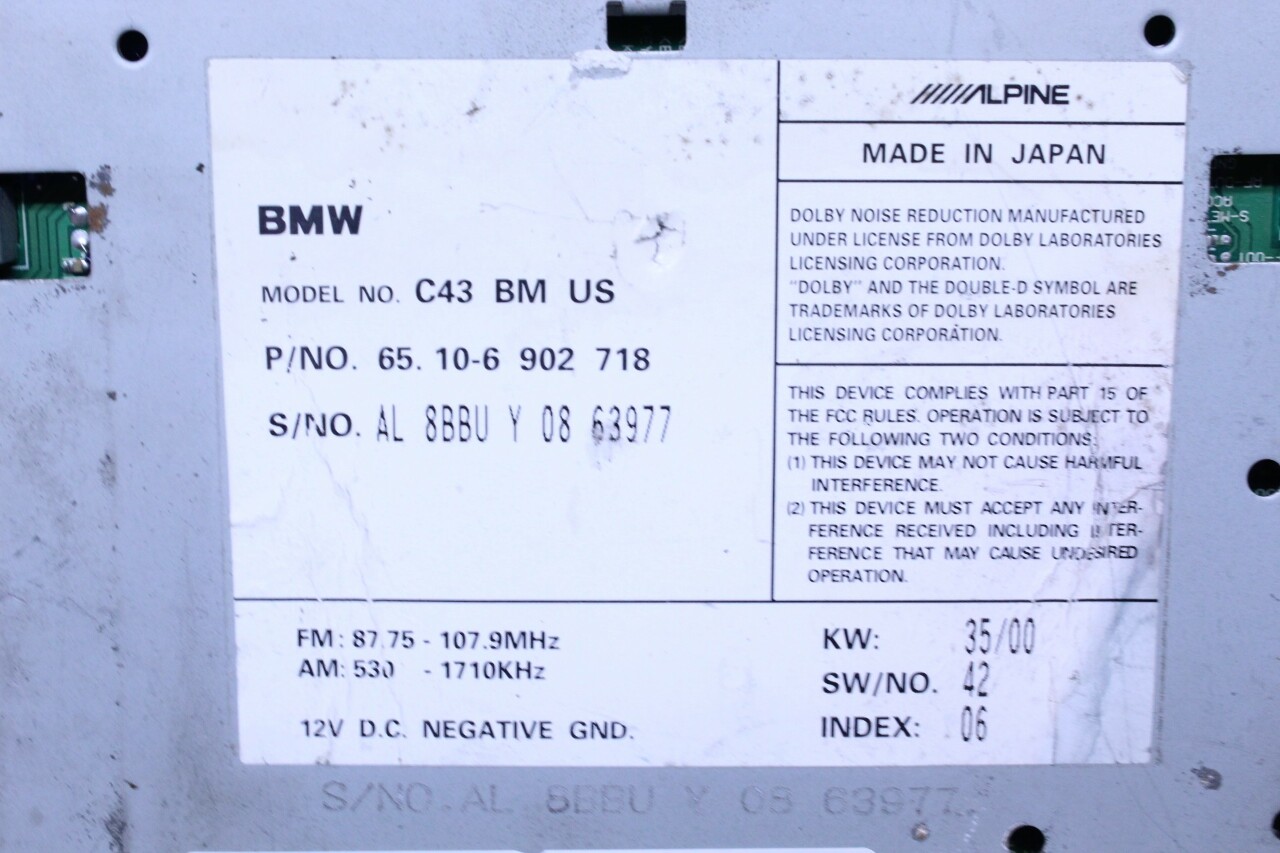 BMW
MODEL NO. C43 BM US
P/NO. 65. 10-6 902 718
S/NO. AL 8BBU Y 08 63977
ALPINE
MADE IN JAPAN
DOLBY NOISE REDUCTION MANUFACTURED
UNDER LICENSE FROM DOLBY LABORATORIES
LICENSING CORPORATION.
"DOLBY" AND THE DOUBLE-D SYMBOL ARE
TRADEMARKS OF DOLBY LABORATORIES
LICENSING CORPORATION.
THIS DEVICE COMPLIES WITH PART 15 OF
THE FCC RULES. OPERATION IS SUBJECT TO
THE FOLLOWING TWO CONDITIONS:
(1) THIS DEVICE MAY NOT CAUSE HARMFUL
INTERFERENCE.
(2) THIS DEVICE MUST ACCEPT ANY INTER-
FERENCE RECEIVED INCLUDING INTER-
FERENCE THAT MAY CAUSE UNDESIRED
OPERATION.
FM: 87.75 - 107.9MHz
AM: 530 - 1710KHz
12V D.C. NEGATIVE GND.
KW: 35/00
SW/NO. 42
INDEX: 06
S/NO. AL 8BBU Y 08 63977